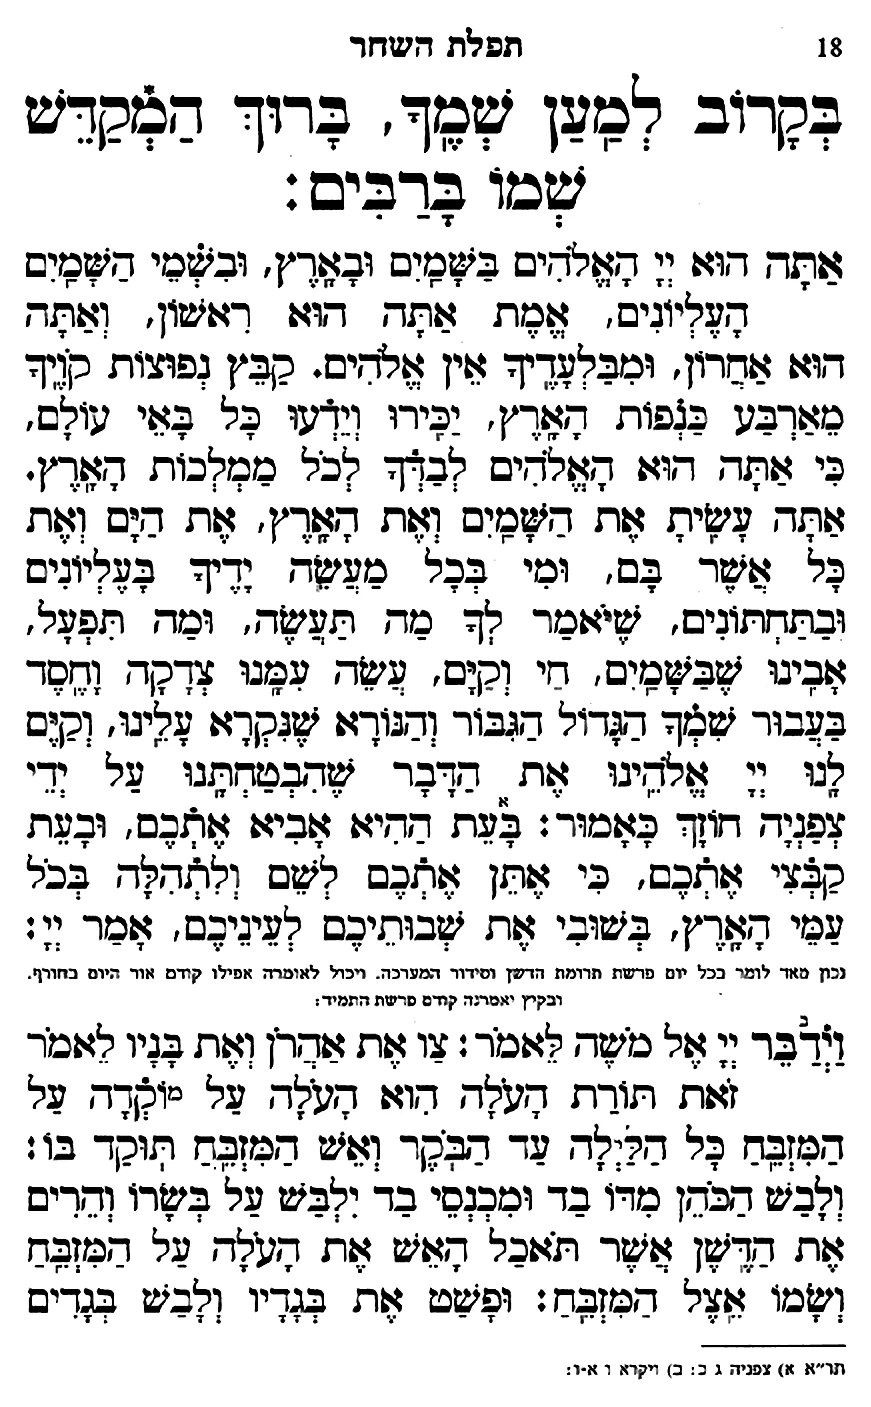 18 תפלת השחר
בְּקָרוֹב לְמַעַן שְׁמֶךָ, בָּרוּךְ הַמְקַדֵּשׁ
שְׁמוֹ בָּרַבִּים:
אַתָּה הוּא יְיָ הָאֱלֹהִים בַּשָּׁמַיִם וּבָאָרֶץ, וּבִשְׁמֵי הַשָּׁמַיִם
הָעֶלְיוֹנִים, אֱמֶת אַתָּה הוּא רִאשׁוֹן, וְאַתָּה
הוּא אַחֲרוֹן, וּמִבַּלְעָדֶיךָ אֵין אֱלֹהִים. קַבֵּץ נְפוּצוֹת קוֶֹיךָ
מֵאַרְבַּע כַּנְפוֹת הָאָרֶץ, יַכִּירוּ וְיֵדְעוּ כָּל בָּאֵי עוֹלָם,
כִּי אַתָּה הוּא הָאֱלֹהִים לְבַדְּךָ לְכֹל מַמְלְכוֹת הָאָרֶץ.
אַתָּה עָשִׂיתָ אֶת הַשָּׁמַיִם וְאֶת הָאָרֶץ, אֶת הַיָּם וְאֶת
כָּל אֲשֶׁר בָּם, וּמִי בְּכָל מַעֲשֵׂה יָדֶיךָ בָּעֶלְיוֹנִים
וּבַתַּחְתּוֹנִים, שֶׁיֹּאמַר לְךָ מַה תַּעֲשֶׂה, וּמַה תִּפְעָל,
אָבִינוּ שֶׁבַּשָּׁמַיִם, חַי וְקַיָּם, עֲשֵׂה עִמָּנוּ צְדָקָה וָחֶסֶד
בַּעֲבוּר שִׁמְךָ הַגָּדוֹל הַגִּבּוֹר וְהַנּוֹרָא שֶׁנִּקְרָא עָלֵינוּ, וְקַיֶּם
לָנוּ יְיָ אֱלֹהֵינוּ אֶת הַדָּבָר שֶׁהִבְטַחְתָּנוּ עַל יְדֵי
צְפַנְיָה חוֹזָךְ כָּאָמוּר: א בָּעֵת הַהִיא אָבִיא אֶתְכֶם, וּבָעֵת
קַבְּצִי אֶתְכֶם, כִּי אֶתֵּן אֶתְכֶם לְשֵׁם וְלִתְהִלָּה בְּכֹל
עַמֵּי הָאָרֶץ, בְּשׁוּבִי אֶת שְׁבוּתֵיכֶם לְעֵינֵיכֶם, אָמַר יְיָ:
נכון מאד לומר בכל יום פרשת תרומת הדשן וסידור המערכה. ויכול לאומרה אפילו קודם אור היום בחורף.
ובקיץ יאמרנה קודם פרשת התמיד:
ב וַיְדַבֵּר יְיָ אֶל מֹשֶׁה לֵּאמֹר: צַו אֶת אַהֲרֹן וְאֶת בָּנָיו לֵאמֹר
זֹאת תּוֹרַת הָעֹלָה הִוא הָעֹלָה עַל מוֹקְדָה עַל
הַמִּזְבֵּחַ כָּל הַלַּיְלָה עַד הַבֹּקֶר וְאֵשׁ הַמִּזְבֵּחַ תּוּקַד בּוֹ:
וְלָבַשׁ הַכֹּהֵן מִדּוֹ בַד וּמִכְנְסֵי בַד יִלְבַּשׁ עַל בְּשָׂרוֹ וְהֵרִים
אֶת הַדֶּשֶׁן אֲשֶׁר תֹּאכַל הָאֵשׁ אֶת הָעֹלָה עַל הַמִּזְבֵּחַ
וְשָׂמוֹ אֵצֶל הַמִּזְבֵּחַ: וּפָשַׁט אֶת בְּגָדָיו וְלָבַשׁ בְּגָדִים
תר״א א) צפניה ג כ: ב) ויקרא ו א-ו: